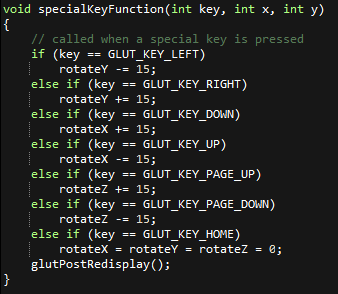 void specialKeyFunction(int key, int x, int y)
{
    // called when a special key is pressed
    if (key == GLUT_KEY_LEFT)
        rotateY -= 15;
    else if (key == GLUT_KEY_RIGHT)
        rotateY += 15;
    else if (key == GLUT_KEY_DOWN)
        rotateX += 15;
    else if (key == GLUT_KEY_UP)
        rotateX -= 15;
    else if (key == GLUT_KEY_PAGE_UP)
        rotateZ += 15;
    else if (key == GLUT_KEY_PAGE_DOWN)
        rotateZ -= 15;
    else if (key == GLUT_KEY_HOME)
        rotateX = rotateY = rotateZ = 0;
    glutPostRedisplay();
}